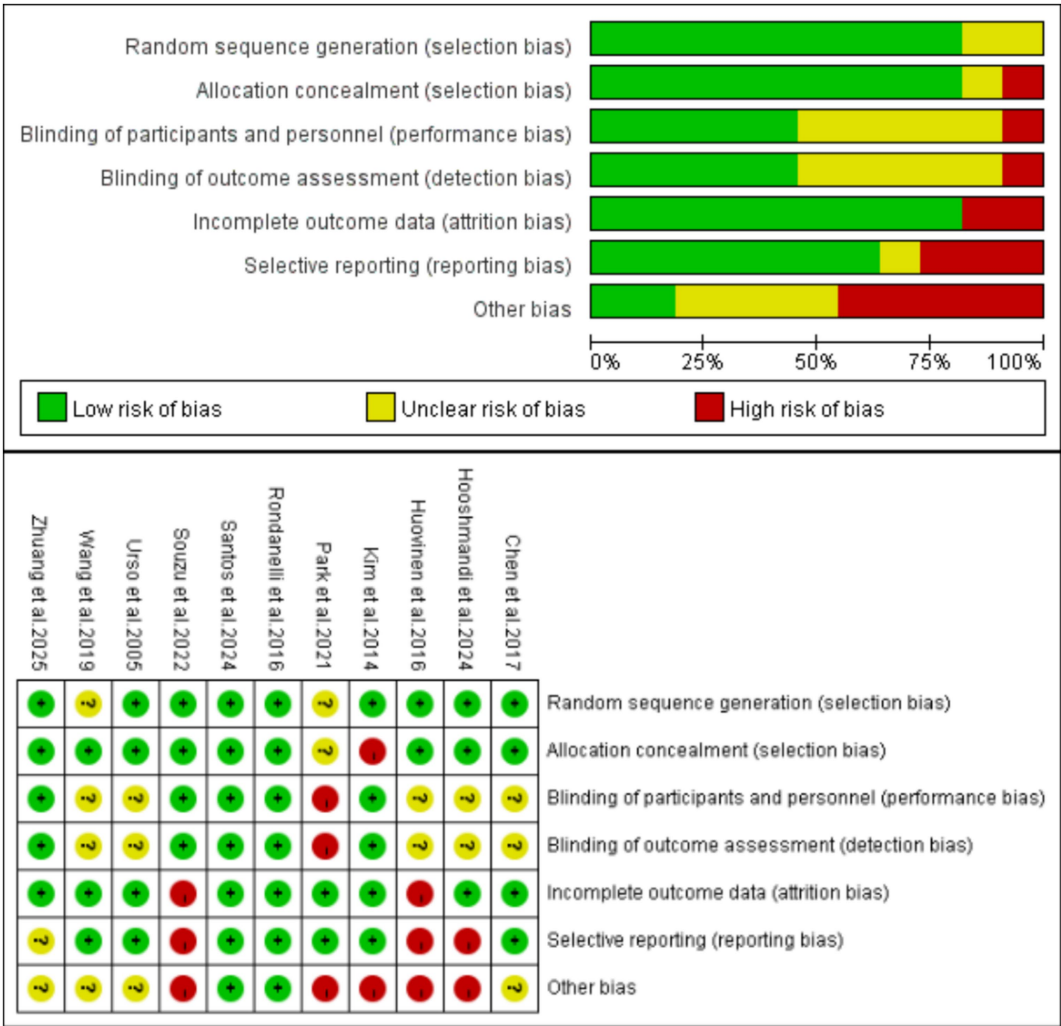 Random sequence generation (selection bias)
Allocation concealment (selection bias)
Blinding of participants and personnel (performance bias)
Blinding of outcome assessment (detection bias)
Incomplete outcome data (attrition bias)
Selective reporting (reporting bias)
Other bias
0% 25% 50% 75% 100%
Low risk of bias Unclear risk of bias High risk of bias
Zhuang et al.2025
Wang et al.2019
Urso et al.2005
Souzu et al.2022
Santos et al.2024
Rondanelli et al.2016
Park et al.2021
Kim et al.2014
Huovinen et al.2016
Hooshmandi et al.2024
Chen et al.2017
+ ? + + + + ? + + + + Random sequence generation (selection bias)
+ + + + + + ? - + + + Allocation concealment (selection bias)
+ ? ? + + + - + ? ? ? Blinding of participants and personnel (performance bias)
+ ? ? + + + - + ? ? ? Blinding of outcome assessment (detection bias)
+ + + - + + + + - + + Incomplete outcome data (attrition bias)
? + + - + + + + - - + Selective reporting (reporting bias)
? ? ? - + + - - - - ? Other bias